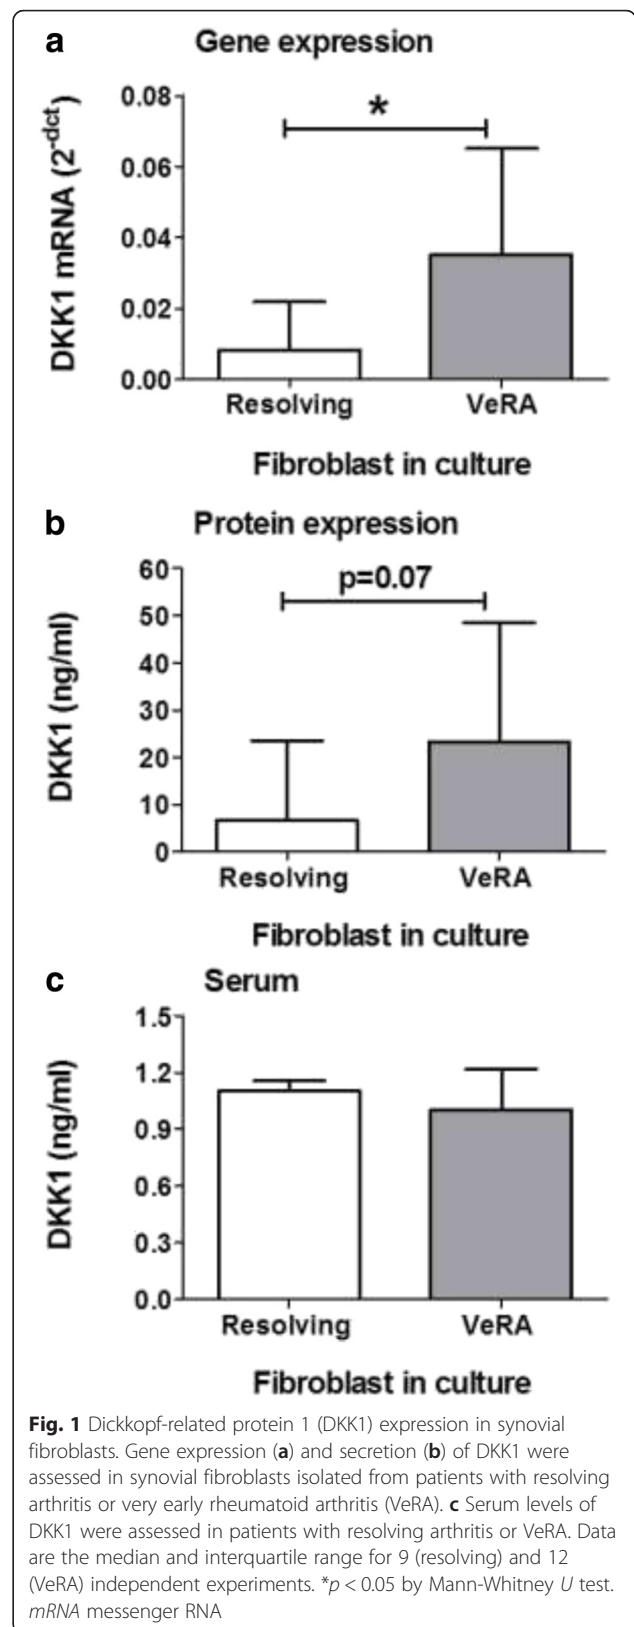 a
Gene expression
DKK1 mRNA (2^-dct)
0.08
0.06
0.04
0.02
0.00
*
Resolving VeRA
Fibroblast in culture
b
Protein expression
DKK1 (ng/ml)
60
50
40
30
20
10
0
p=0.07
Resolving VeRA
Fibroblast in culture
c
Serum
DKK1 (ng/ml)
1.5
1.2
0.9
0.6
0.3
0.0
Resolving VeRA
Fibroblast in culture
Fig. 1 Dickkopf-related protein 1 (DKK1) expression in synovial
fibroblasts. Gene expression (a) and secretion (b) of DKK1 were
assessed in synovial fibroblasts isolated from patients with resolving
arthritis or very early rheumatoid arthritis (VeRA). c Serum levels of
DKK1 were assessed in patients with resolving arthritis or VeRA. Data
are the median and interquartile range for 9 (resolving) and 12
(VeRA) independent experiments. *p < 0.05 by Mann-Whitney U test.
mRNA messenger RNA